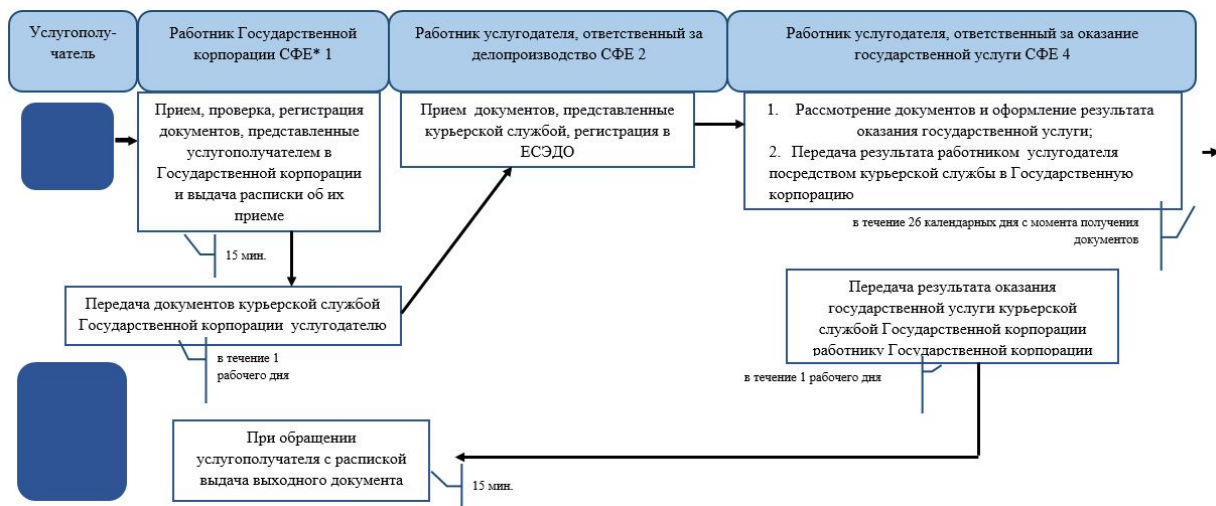 Услугополу-
чатель
Работник Государственной
корпорации СФЕ* 1
Работник услугодателя, ответственный за
делопроизводство СФЕ 2
Работник услугодателя, ответственный за оказание
государственной услуги СФЕ 4
Прием, проверка, регистрация
документов, представленные
услугополучателем в
Государственной корпорации
и выдача расписки об их
приеме
Прием документов, представленные
курьерской службой, регистрация в
ЕСЭДО
1. Рассмотрение документов и оформление результата
оказания государственной услуги;
2. Передача результата работником услугодателя
посредством курьерской службы в Государственную
корпорацию
15 мин.
в течение 26 календарных дня с момента получения
документов
Передача документов курьерской службой
Государственной корпорации услугодателю
в течение 1
рабочего дня
Передача результата оказания
государственной услуги курьерской
службой Государственной корпорации
работнику Государственной корпорации
в течение 1 рабочего дня
При обращении
услугополучателя с распиской
выдача выходного документа
15 мин.